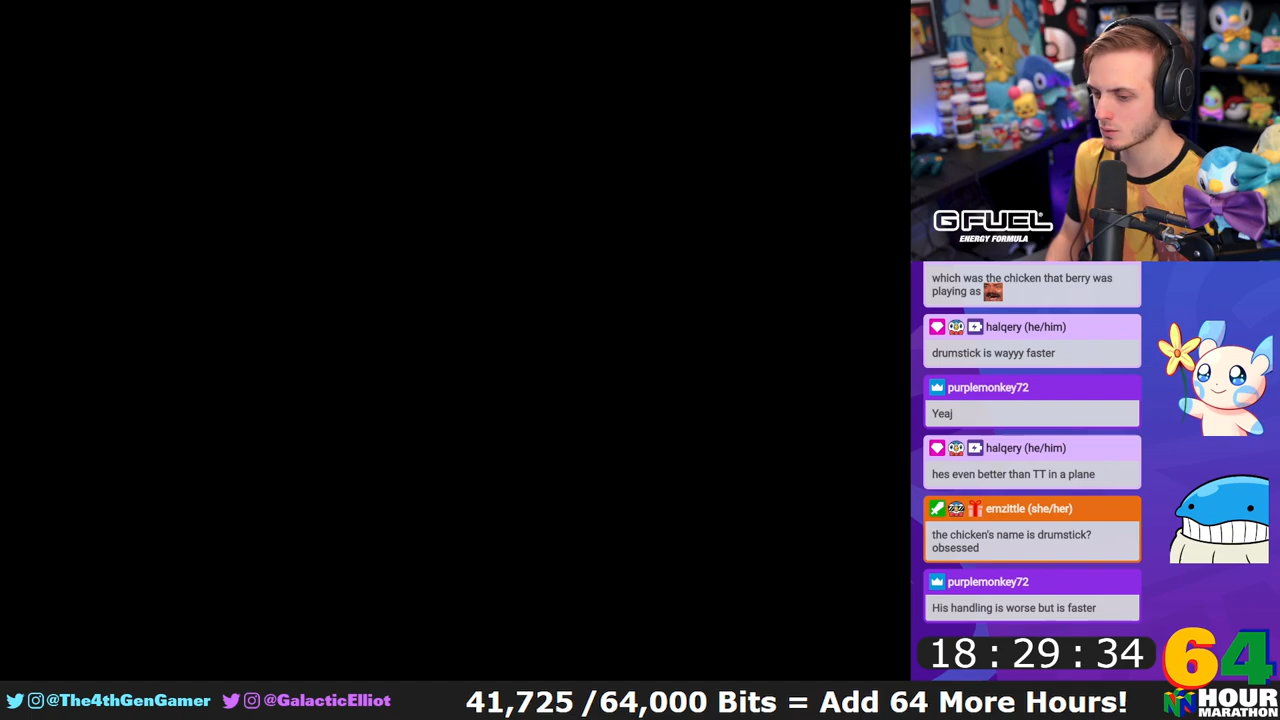 G FUEL
ENERGY FORMULA
which was the chicken that berry was
playing as
halqery (he/him)
drumstick is wayyy faster
purplemonkey72
Yeaj
halqery (he/him)
hes even better than TT in a plane
emzittle (she/her)
the chicken's name is drumstick?
obsessed
purplemonkey72
His handling is worse but is faster
18 : 29 : 34
64
HOUR
MARATHON
@The4thGenGamer @GalacticElliot 41,725 / 64,000 Bits = Add 64 More Hours!